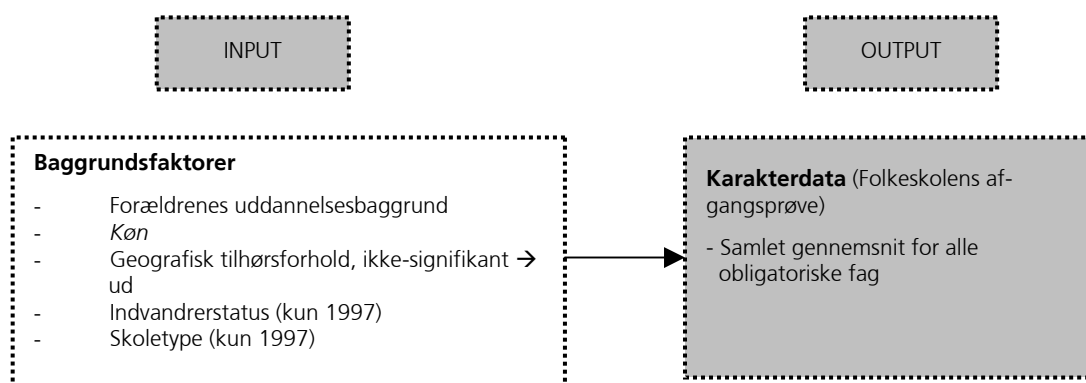 INPUT
OUTPUT
Baggrundsfaktorer
- Forældrenes uddannelsesbaggrund
- Køn
- Geografisk tilhørsforhold, ikke-signifikant →
ud
- Indvandrerstatus (kun 1997)
- Skoletype (kun 1997)
Karakterdata (Folkeskolens af-
gangsprøve)
- Samlet gennemsnit for alle
obligatoriske fag